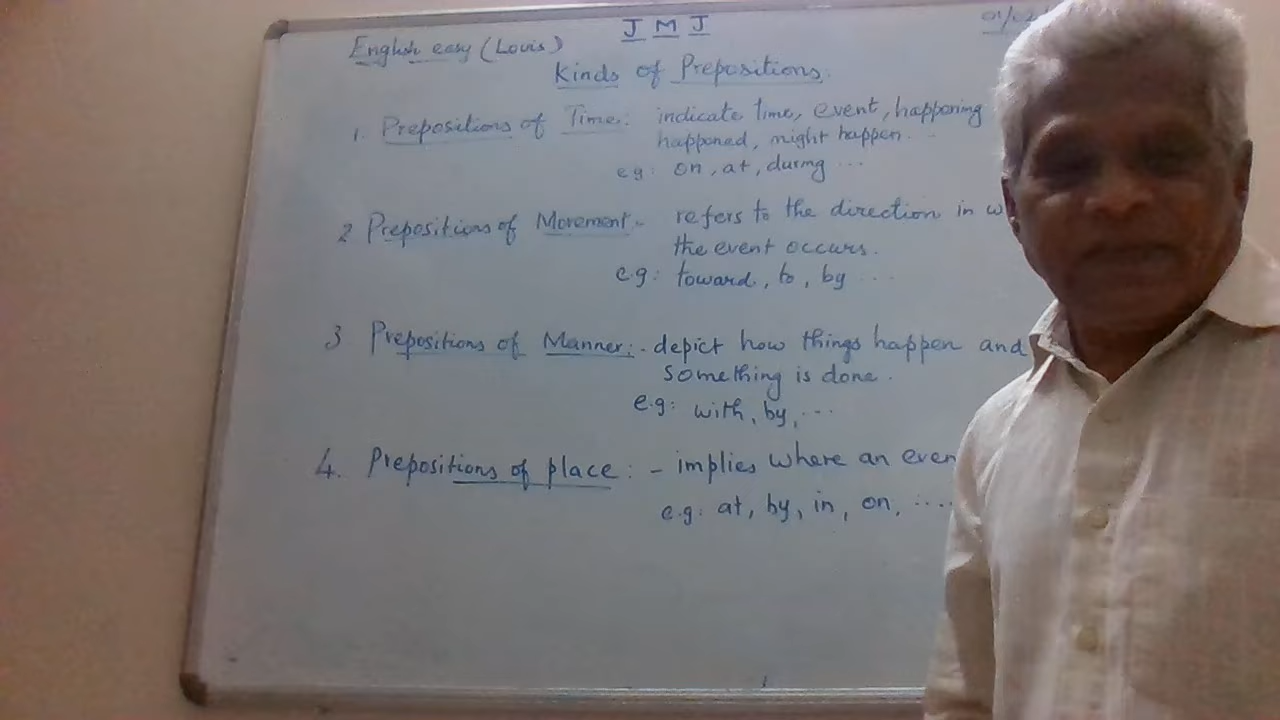 J M J
01/02
English easy (Louis)
Kinds of Prepositions:
1. Prepositions of Time: indicate time, event, happening
happened, might happen...
eg: on, at, during ...
2 Prepositions of Movement:- refers to the direction in w
the event occurs.
e.g: toward, to, by ...
3 Prepositions of Manner:- depict how things happen and
something is done.
e.g: with, by, ...
4. Prepositions of place: - implies where an even
e.g: at, by, in, on, ....